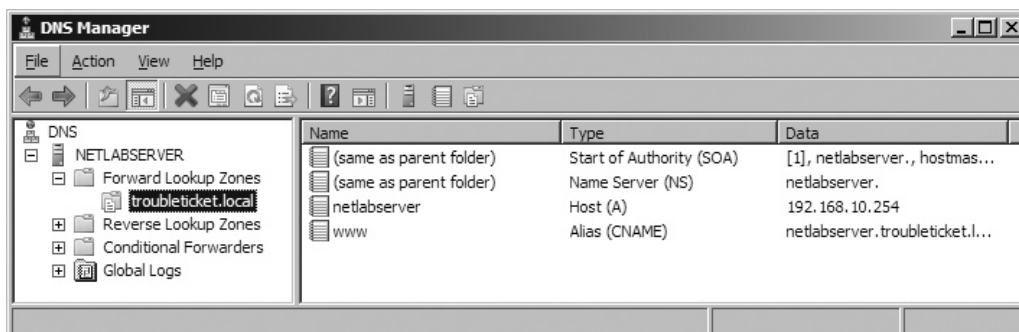 DNS Manager
File Action View Help
DNS
NETLABSERVER
Forward Lookup Zones
troubleticket.local
Reverse Lookup Zones
Conditional Forwarders
Global Logs
Name Type Data
(same as parent folder) Start of Authority (SOA) [1], netlabserver., hostmas...
(same as parent folder) Name Server (NS) netlabserver.
netlabserver Host (A) 192.168.10.254
www Alias (CNAME) netlabserver.troubleticket.l...